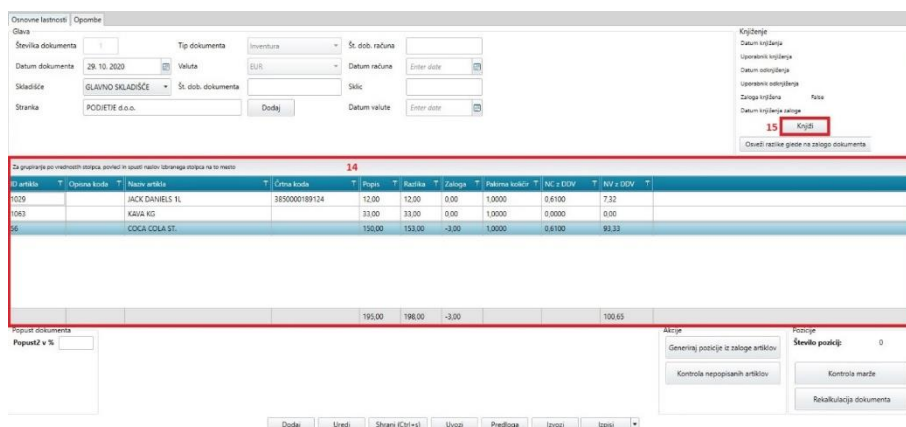 Osnovne lastnosti Opombe
Glava
Številka dokumenta 1 Tip dokumenta Inventura Št. dob. računa
Datum dokumenta 29. 10. 2020 Valuta EUR Datum računa Enter date
Skladišče GLAVNO SKLADIŠČE Št. dob. dokumenta Sklic
Stranka PODJETJE d.o.o. Dodaj Datum valute Enter date
Knjiženje
Datum knjiženja
Uporabnik knjiženja
Datum odknjiženja
Uporabnik odknjiženja
Zaloga knjižena False
Datum knjiženja zaloge
15 Knjiži
Osveži razlike glede na zalogo dokumenta
Za grupiranje po vrednostih stolpca, povleci in spusti naslov izbranega stolpca na to mesto 14
ID artikla Opisna koda Naziv artikla Črtna koda Popis Razlika Zaloga Pakirna količin NC z DDV NV z DDV
1029 JACK DANIELS 1L 3850000189124 12,00 12,00 0,00 1,0000 0,6100 7,32
1063 KAVA KG 33,00 33,00 0,00 1,0000 0,0000 0,00
56 COCA COLA ST. 150,00 153,00 -3,00 1,0000 0,6100 93,33
195,00 198,00 -3,00 100,65
Popust dokumenta
Popust2 v %
Akcije
Generiraj pozicije iz zaloge artiklov
Kontrola nepopisanih artiklov
Pozicije
Število pozicij: 0
Kontrola marže
Rekalkulacija dokumenta
Dodaj Uredi Shrani (Ctrl+s) Uvozi Predloga Izvozi Izpisi